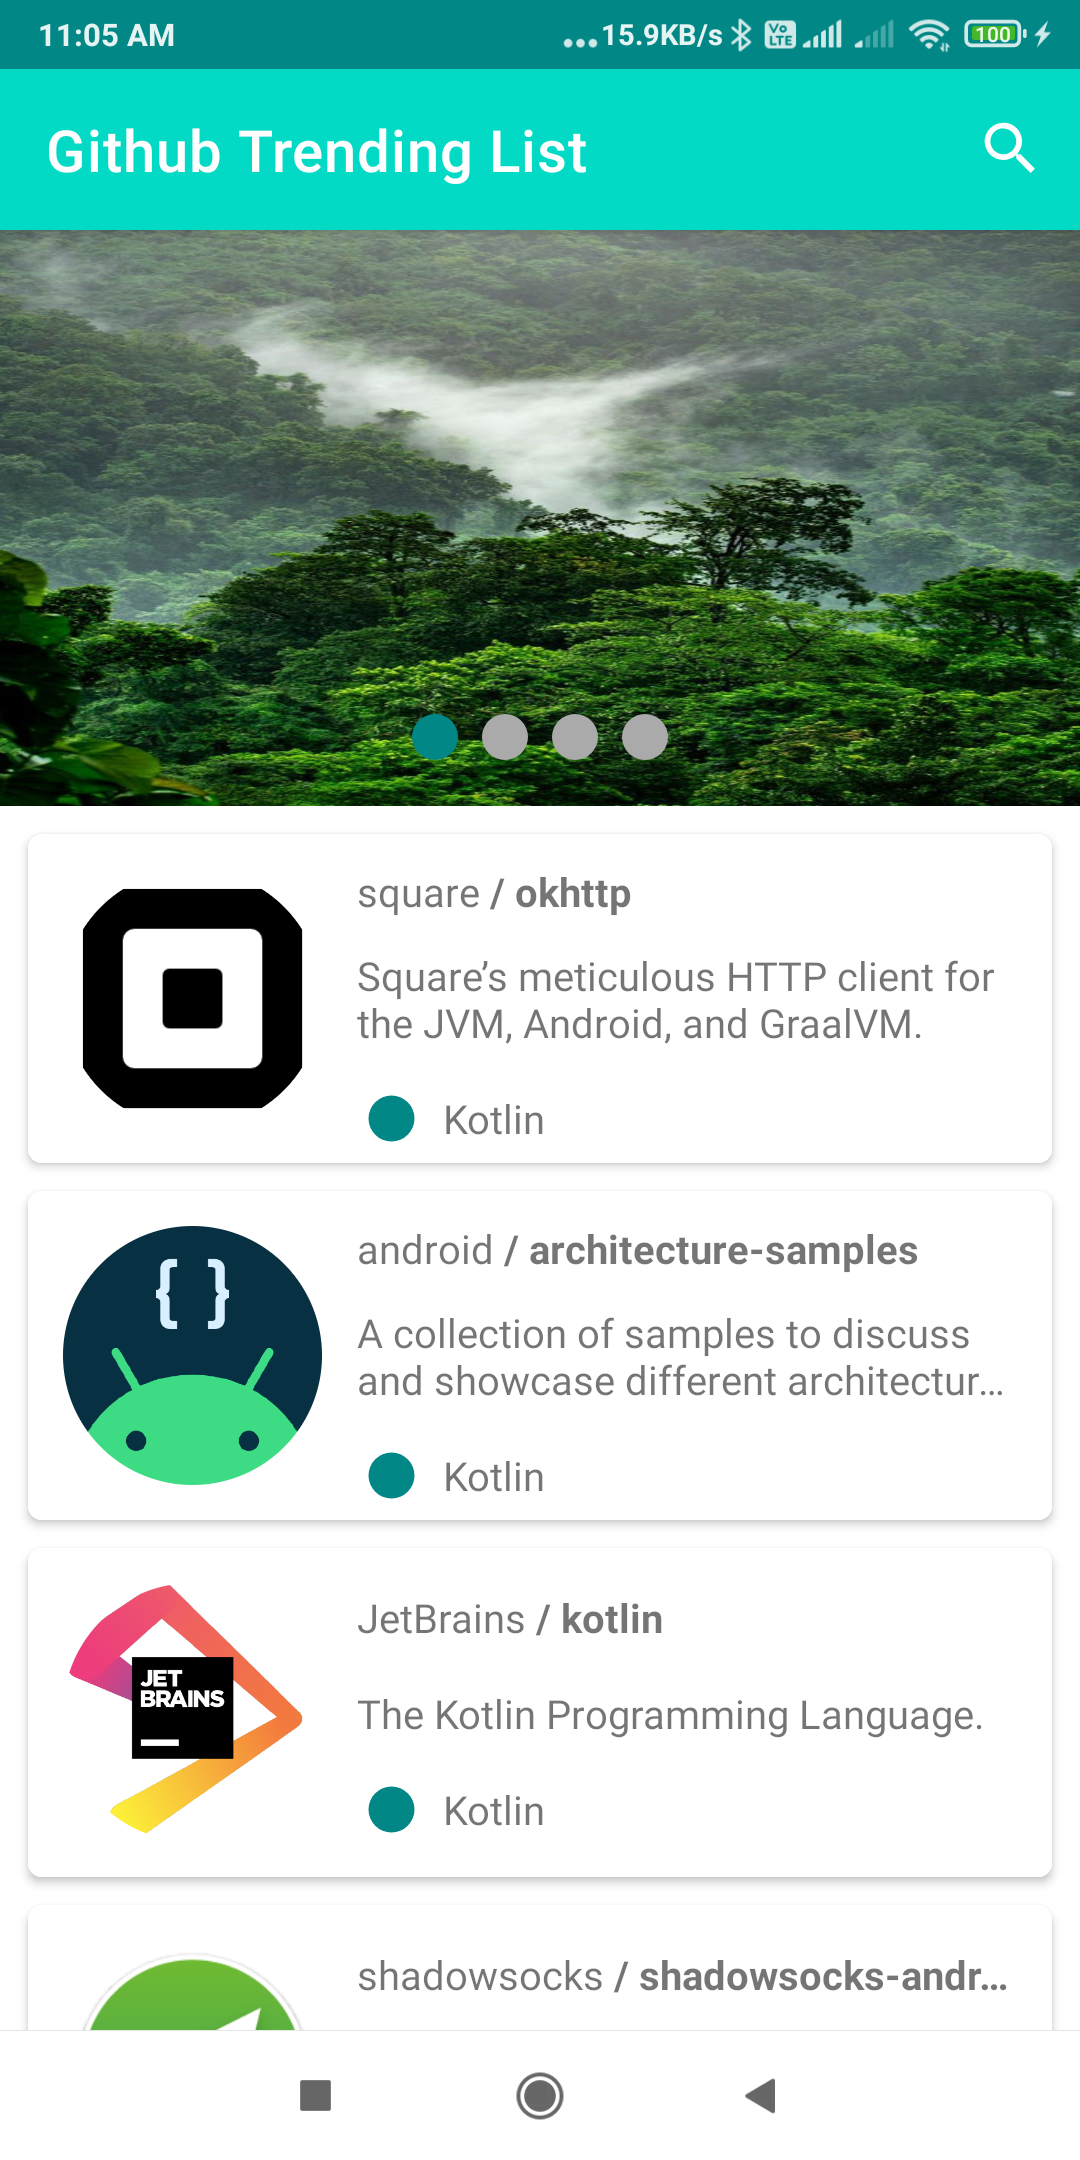 11:05 AM
...15.9KB/s
Vo
LTE
100
Github Trending List
square / okhttp
Square’s meticulous HTTP client for
the JVM, Android, and GraalVM.
Kotlin
{ }
android / architecture-samples
A collection of samples to discuss
and showcase different architectur…
Kotlin
JET
BRAINS
JetBrains / kotlin
The Kotlin Programming Language.
Kotlin
shadowsocks / shadowsocks-andr…